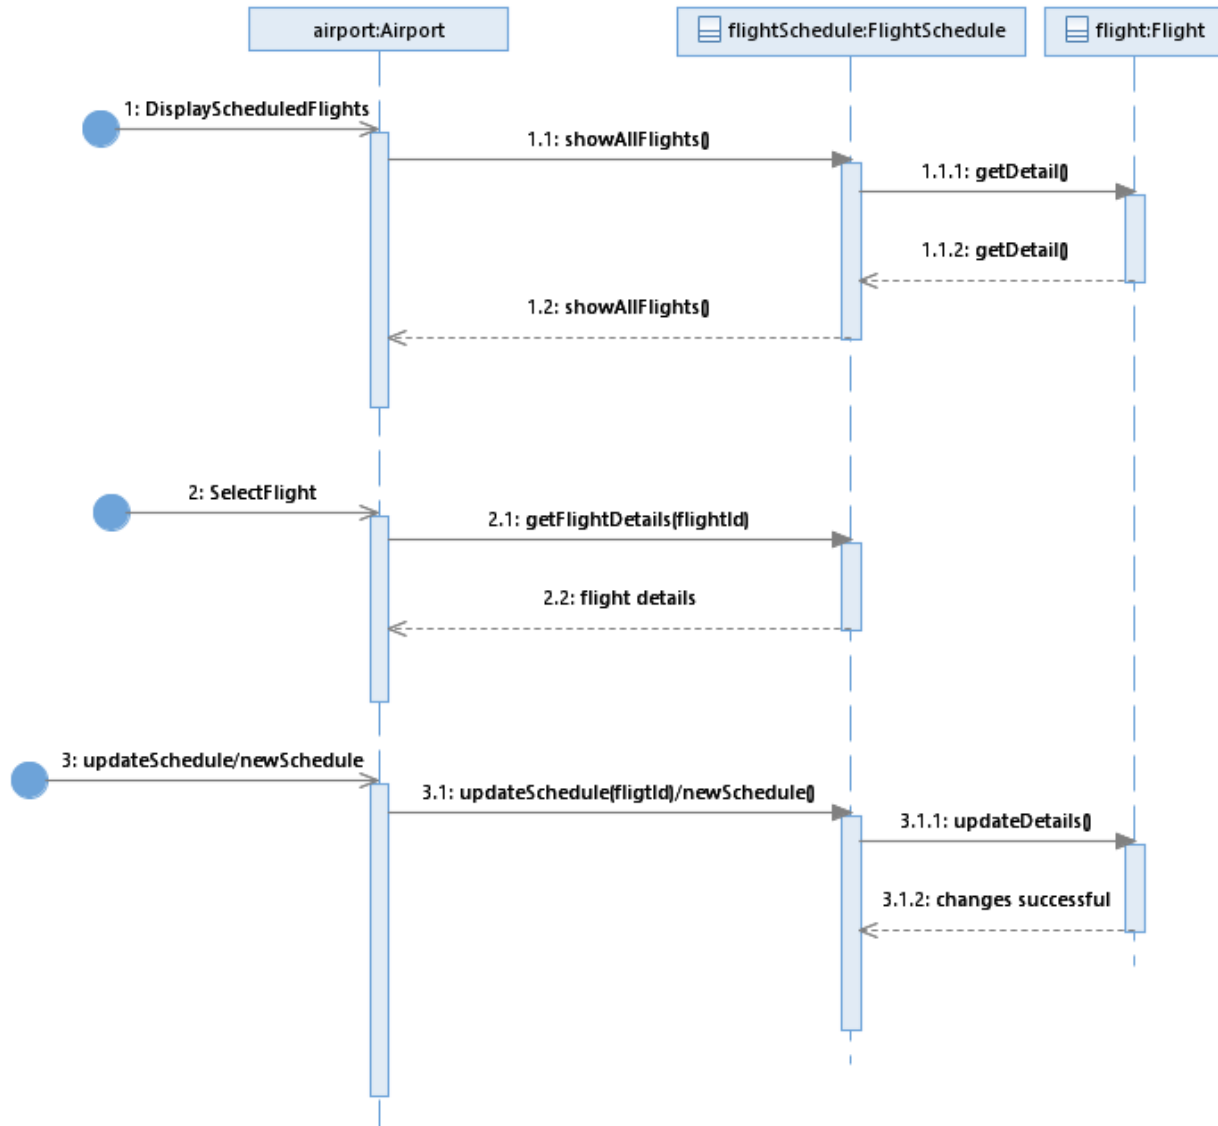 airport:Airport
flightSchedule:FlightSchedule
flight:Flight
1: DisplayScheduledFlights
1.1: showAllFlights()
1.1.1: getDetail()
1.1.2: getDetail()
1.2: showAllFlights()
2: SelectFlight
2.1: getFlightDetails(flightId)
2.2: flight details
3: updateSchedule/newSchedule
3.1: updateSchedule(fligtId)/newSchedule()
3.1.1: updateDetails()
3.1.2: changes successful